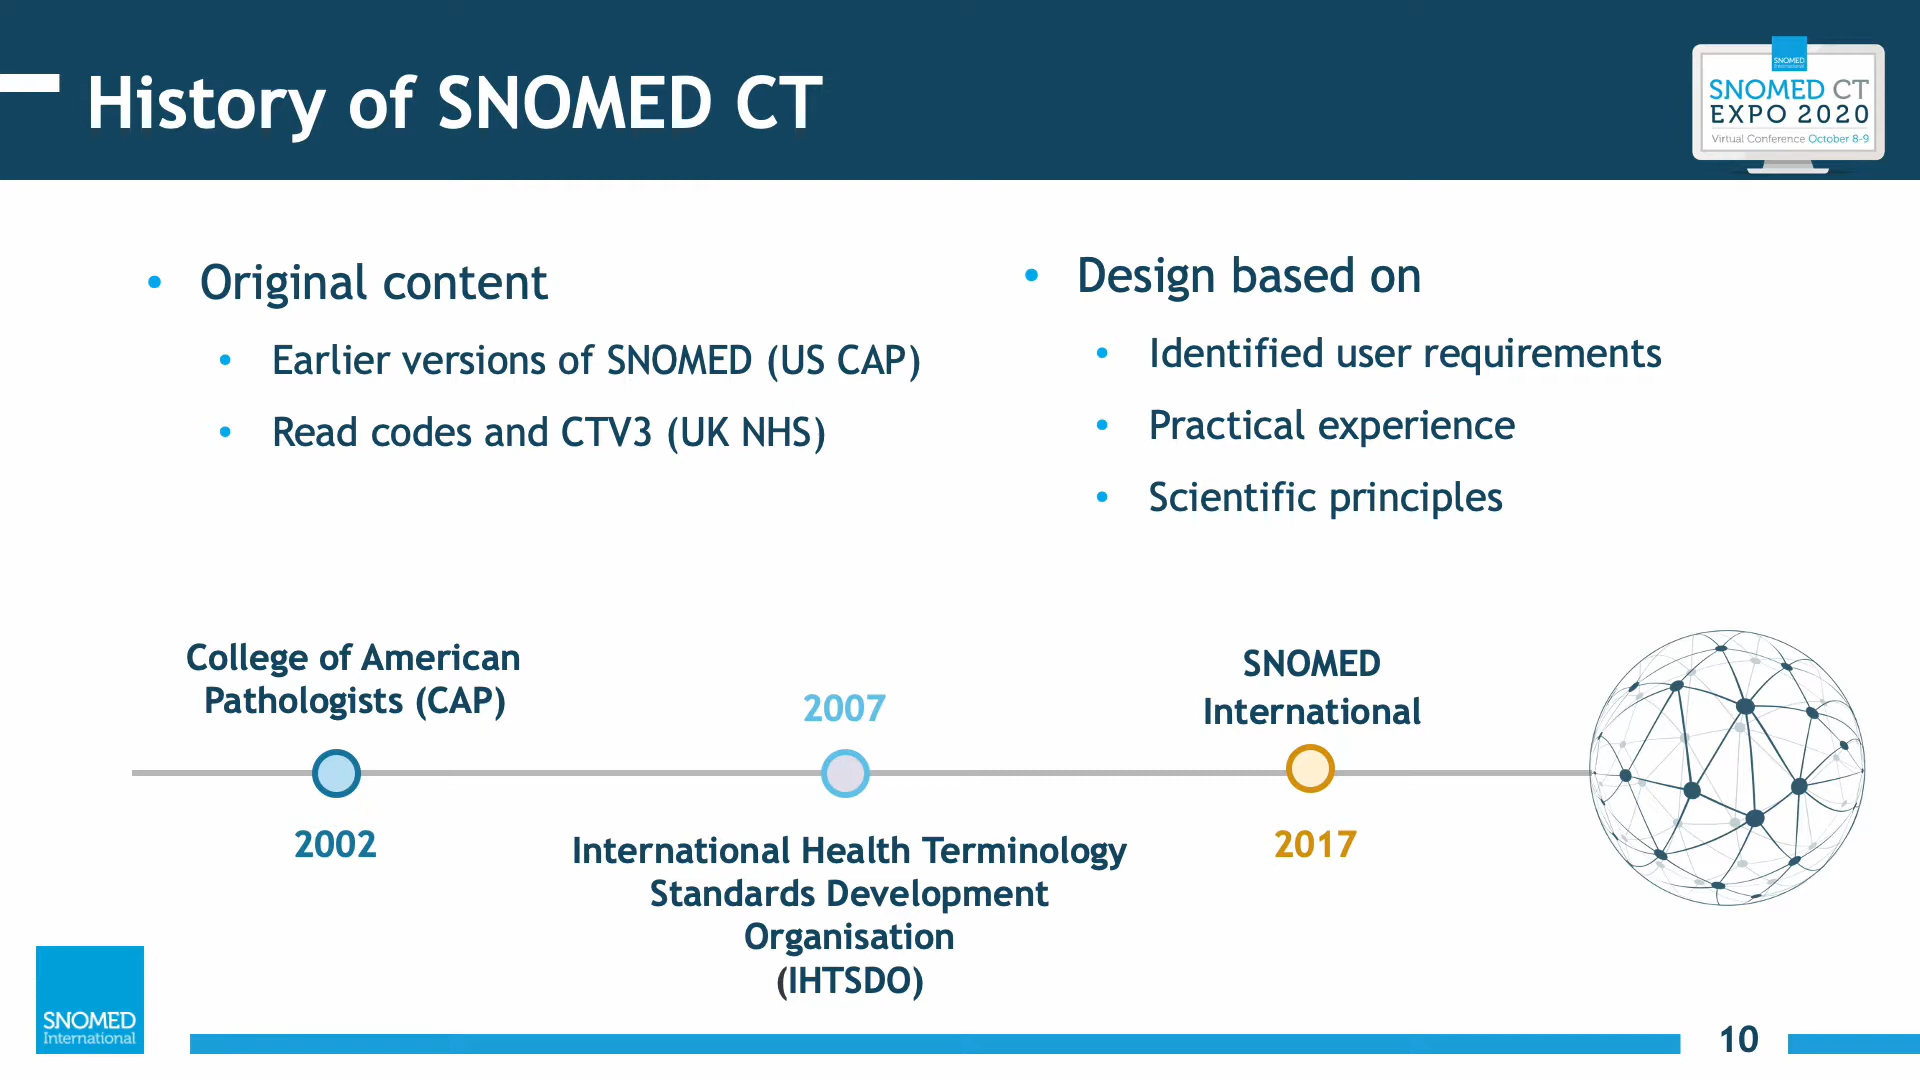 History of SNOMED CT
SNOMED
International
SNOMED CT
EXPO 2020
Virtual Conference October 8-9
• Original content
• Earlier versions of SNOMED (US CAP)
• Read codes and CTV3 (UK NHS)
• Design based on
• Identified user requirements
• Practical experience
• Scientific principles
College of American
Pathologists (CAP)
2002
2007
International Health Terminology
Standards Development
Organisation
(IHTSDO)
SNOMED
International
2017
SNOMED
International
10